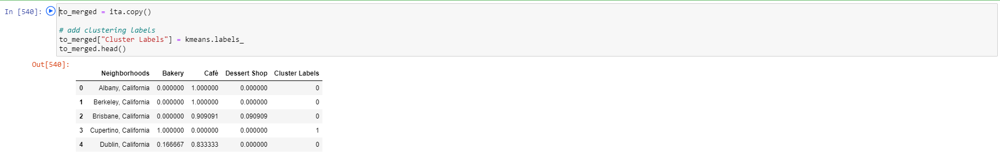 In [540]: to_merged = ita.copy()
# add clustering labels
to_merged["Cluster Labels"] = kmeans.labels_
to_merged.head()
Out[540]:
Neighborhoods Bakery Café Dessert Shop Cluster Labels
0 Albany, California 0.000000 1.000000 0.000000 0
1 Berkeley, California 0.000000 1.000000 0.000000 0
2 Brisbane, California 0.000000 0.909091 0.090909 0
3 Cupertino, California 1.000000 0.000000 0.000000 1
4 Dublin, California 0.166667 0.833333 0.000000 0